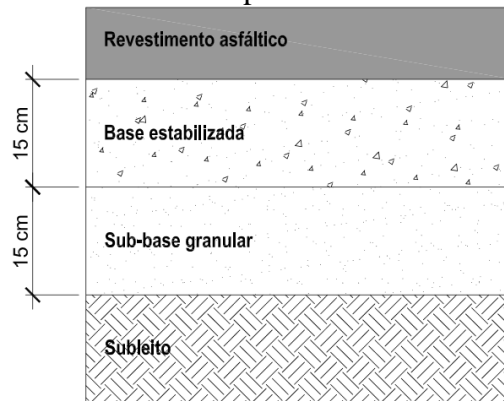 Revestimento asfáltico
15 cm
Base estabilizada
15 cm
Sub-base granular
Subleito